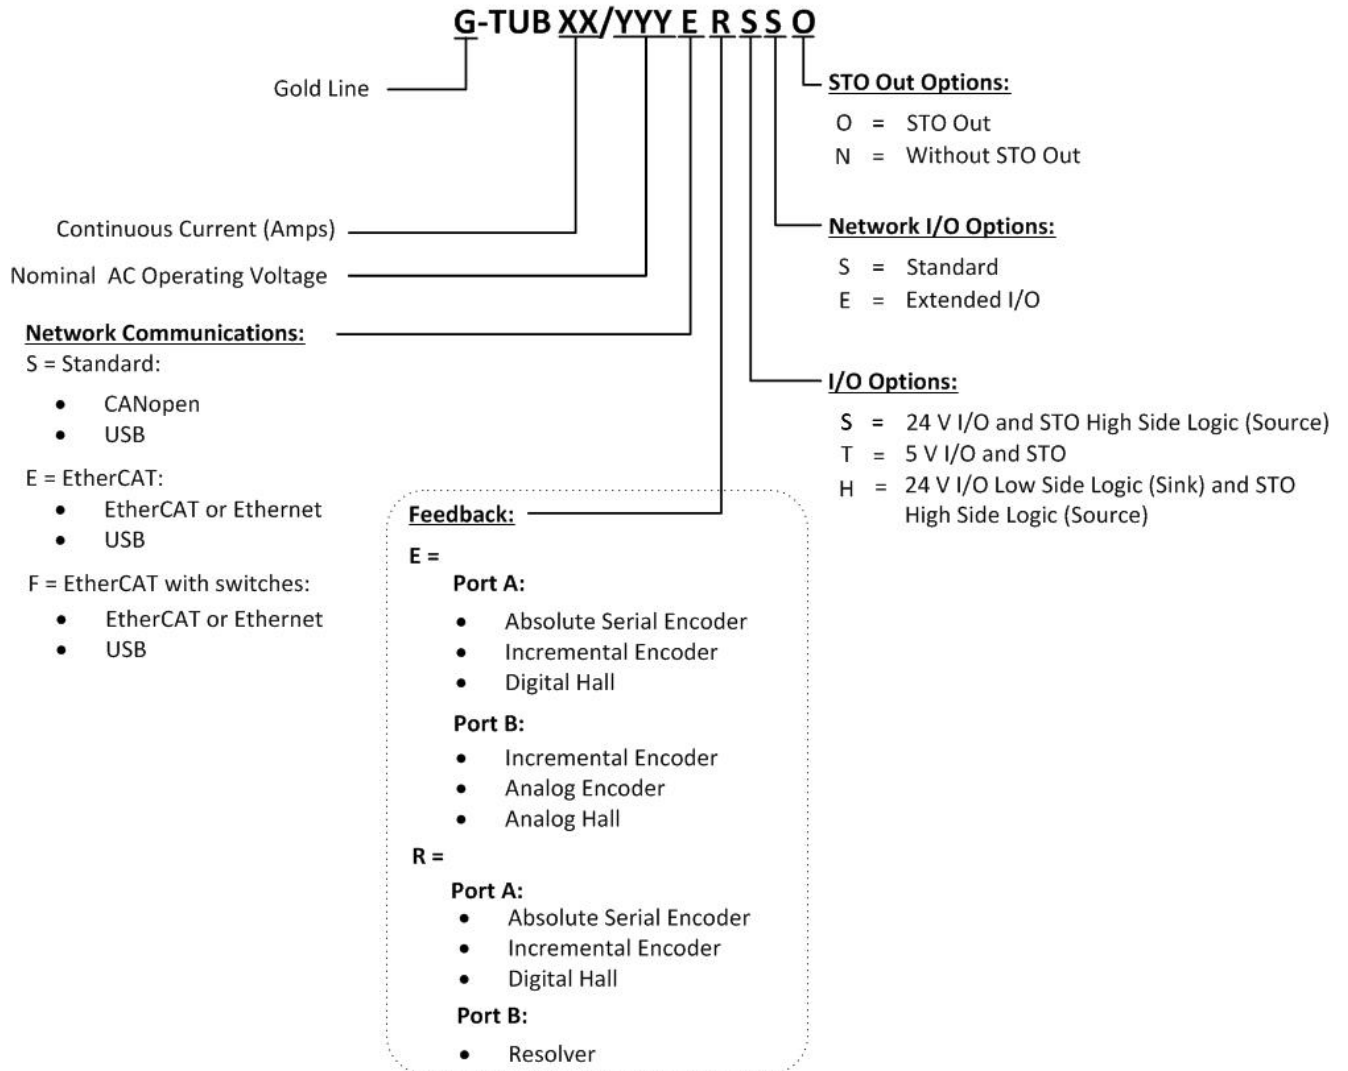 G-TUB XX/YYY E R S S O
Gold Line
Continuous Current (Amps)
Nominal AC Operating Voltage
Network Communications:
S = Standard:
• CANopen
• USB
E = EtherCAT:
• EtherCAT or Ethernet
• USB
F = EtherCAT with switches:
• EtherCAT or Ethernet
• USB
Feedback:
E =
Port A:
• Absolute Serial Encoder
• Incremental Encoder
• Digital Hall
Port B:
• Incremental Encoder
• Analog Encoder
• Analog Hall
R =
Port A:
• Absolute Serial Encoder
• Incremental Encoder
• Digital Hall
Port B:
• Resolver
STO Out Options:
O = STO Out
N = Without STO Out
Network I/O Options:
S = Standard
E = Extended I/O
I/O Options:
S = 24 V I/O and STO High Side Logic (Source)
T = 5 V I/O and STO
H = 24 V I/O Low Side Logic (Sink) and STO
High Side Logic (Source)